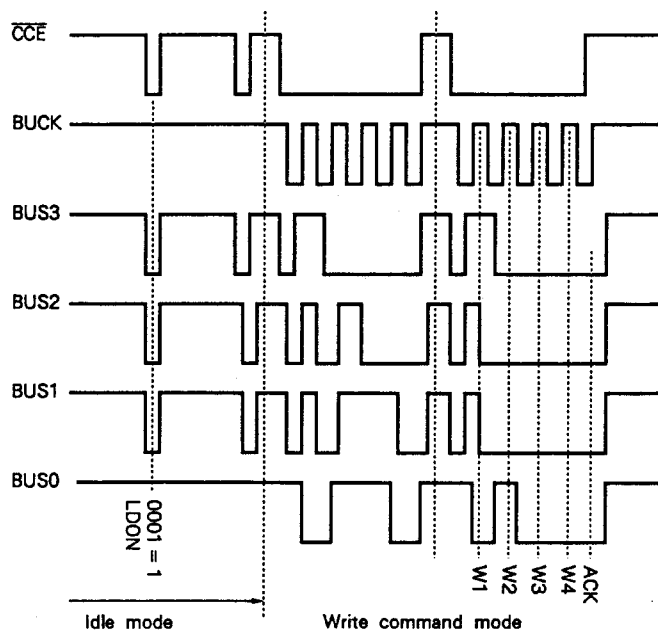 CCE
BUCK
BUS3
BUS2
BUS1
BUS0
0001 = 1
LDON
W1
W2
W3
W4
ACK
Idle mode
Write command mode